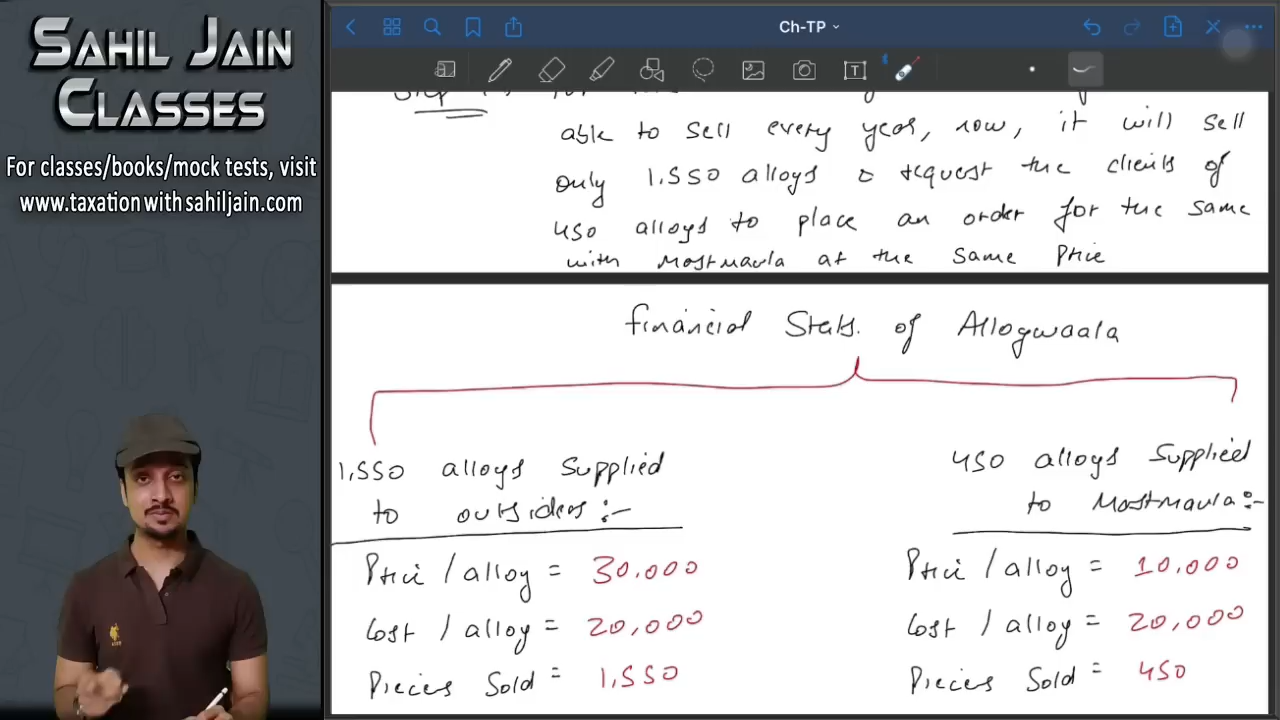 SAHIL JAIN
CLASSES
For classes/books/mock tests, visit
www.taxationwithsahiljain.com
Ch-TP
able to sell every year, now, it will sell
only 1,550 alloys & request the clients of
450 alloys to place an order for the same
with Mostmaula at the same Price
Financial Stats. of Alloywaala
1,550 alloys supplied
to outsiders :-
Price / alloy = 30,000
Cost / alloy = 20,000
Pieces Sold = 1,550
450 alloys supplied
to Mostmaula :-
Price / alloy = 10,000
Cost / alloy = 20,000
Pieces Sold = 450